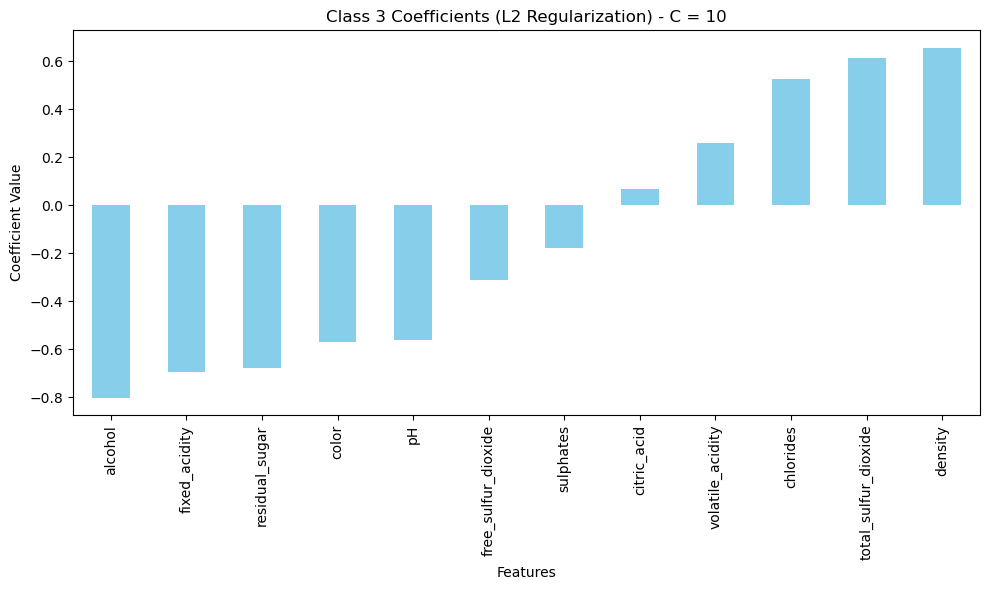 Class 3 Coefficients (L2 Regularization) - C = 10
Coefficient Value
0.6
0.4
0.2
0.0
−0.2
−0.4
−0.6
−0.8
alcohol
fixed_acidity
residual_sugar
color
pH
free_sulfur_dioxide
sulphates
citric_acid
volatile_acidity
chlorides
total_sulfur_dioxide
density
Features